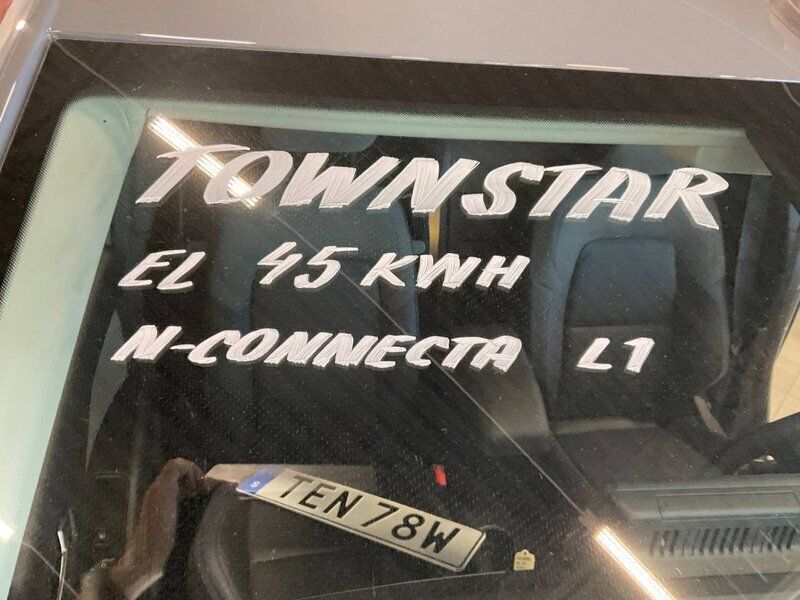 TOWNSTAR
EL 45 KWH
N-CONNECTA L1
S TEN 78W